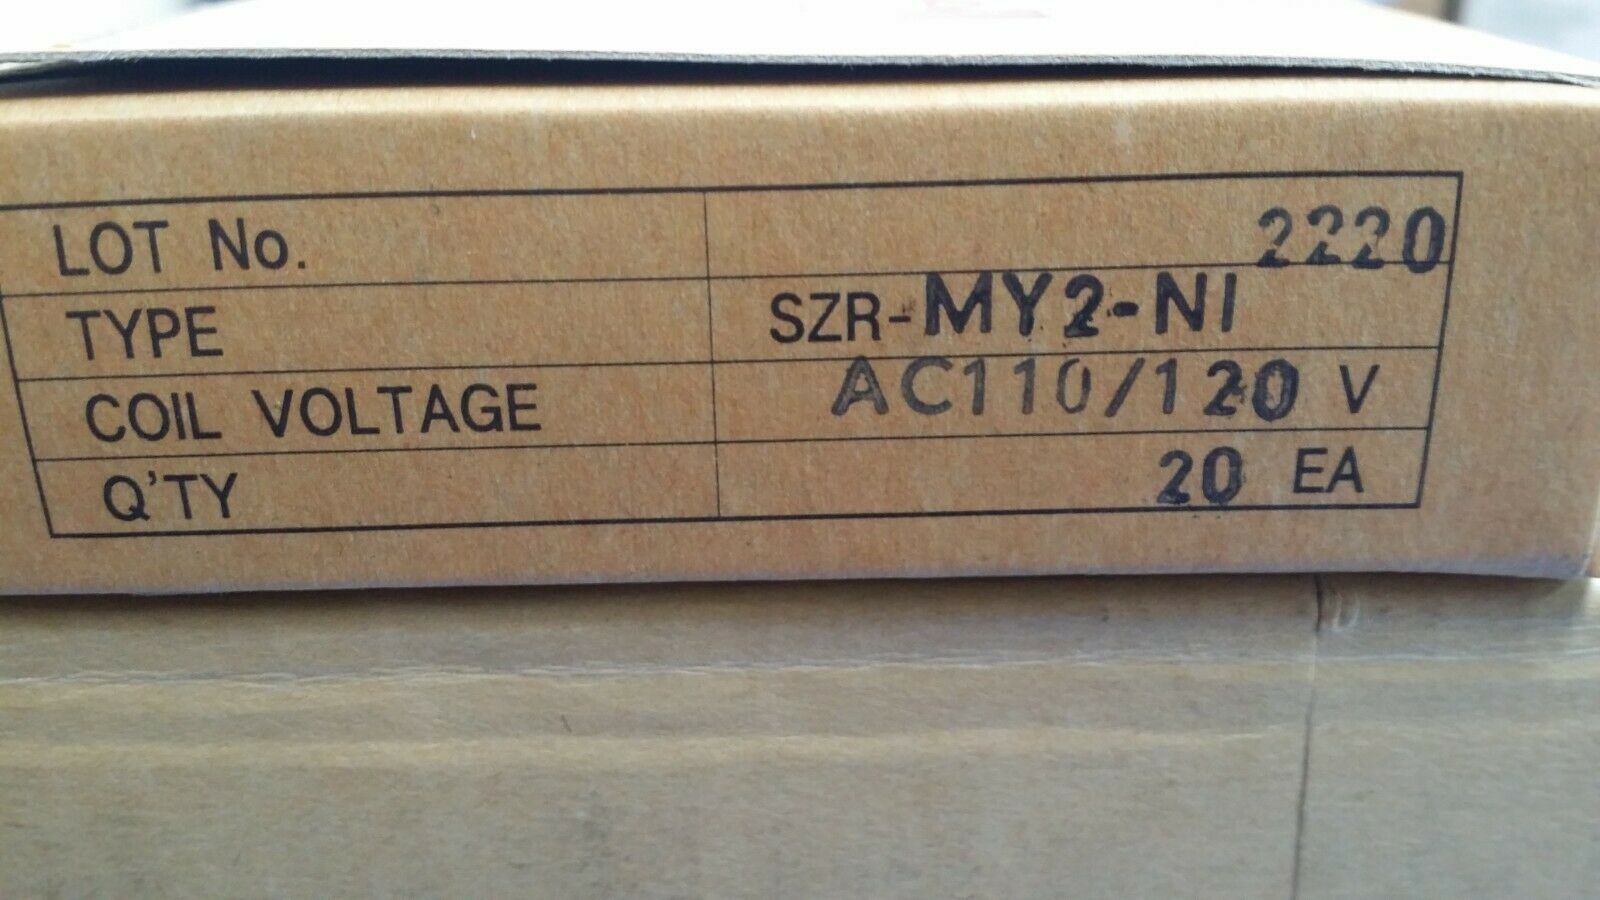 LOT No. 2220
TYPE SZR-MY2-N1
COIL VOLTAGE AC110/120 V
Q'TY 20 EA